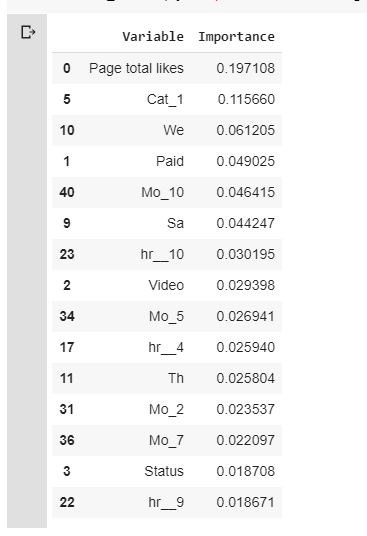 Variable Importance
0 Page total likes 0.197108
5 Cat_1 0.115660
10 We 0.061205
1 Paid 0.049025
40 Mo_10 0.046415
9 Sa 0.044247
23 hr__10 0.030195
2 Video 0.029398
34 Mo_5 0.026941
17 hr__4 0.025940
11 Th 0.025804
31 Mo_2 0.023537
36 Mo_7 0.022097
3 Status 0.018708
22 hr__9 0.018671